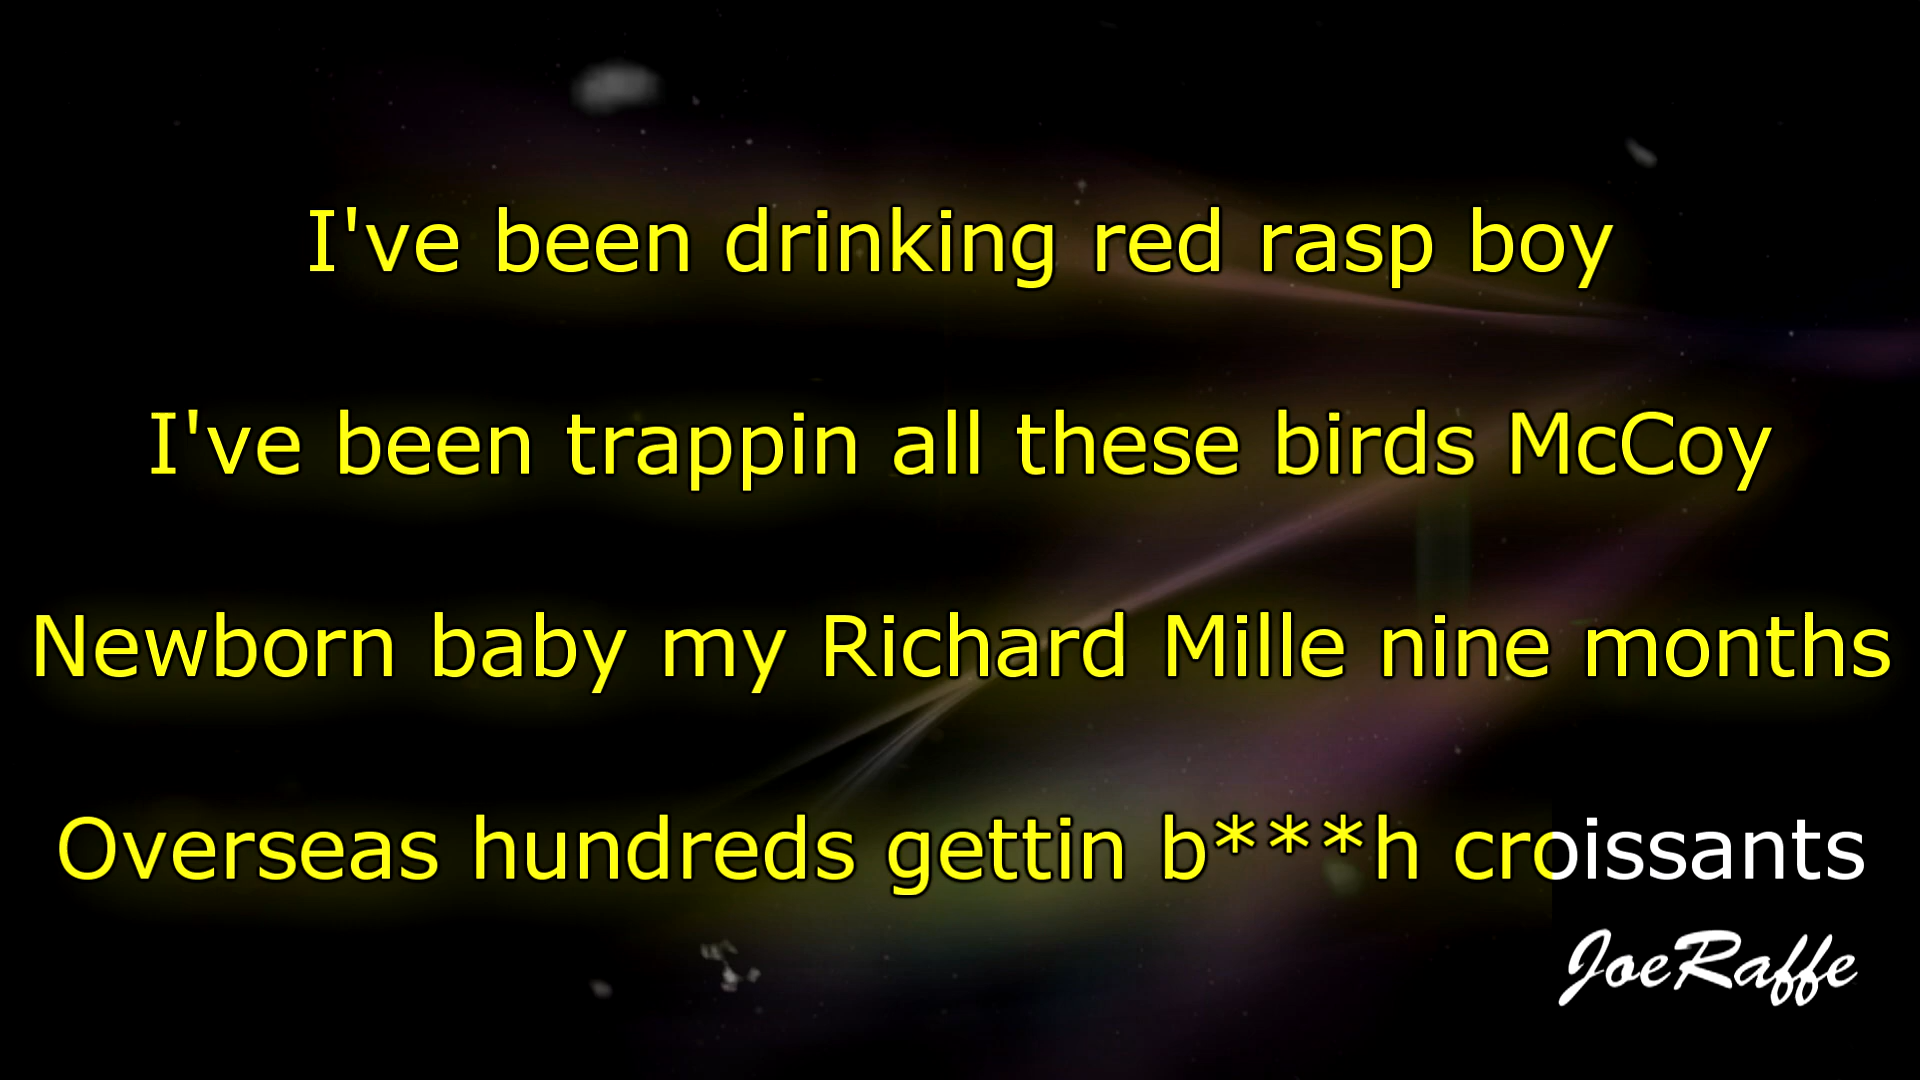 I've been drinking red rasp boy
I've been trappin all these birds McCoy
Newborn baby my Richard Mille nine months
Overseas hundreds gettin b***h croissants
JoeRaffe